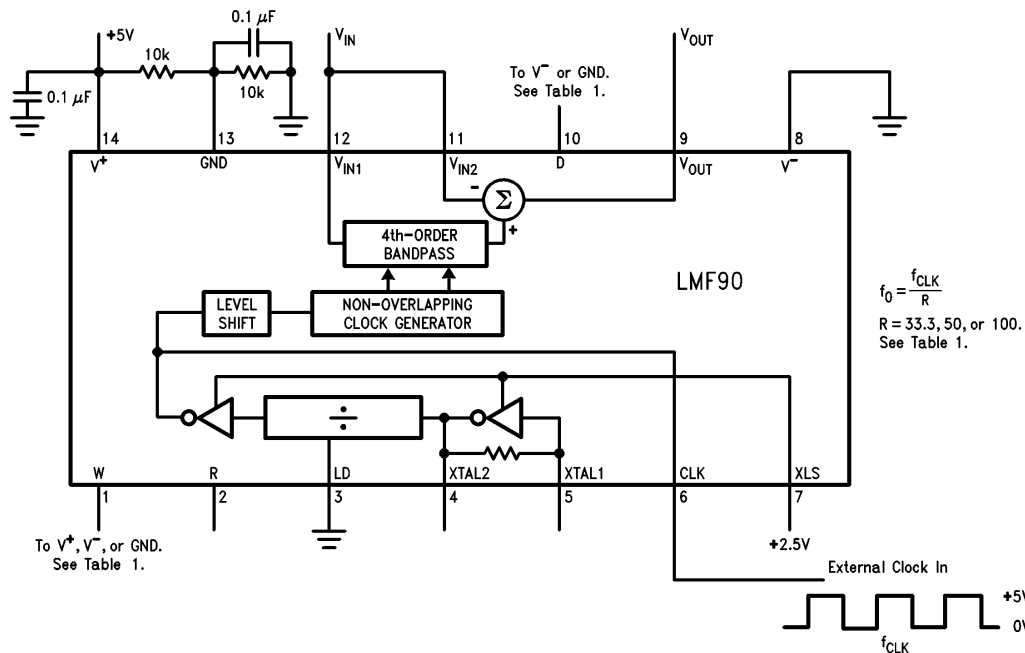 +5V
0.1 μF
V_IN
V_OUT
10k
10k
0.1 μF
To V⁻ or GND.
See Table 1.
14
13
12
11
10
9
8
V⁺
GND
V_IN1
V_IN2
D
V_OUT
V⁻
-
Σ
+
4th-ORDER
BANDPASS
LMF90
LEVEL
SHIFT
NON-OVERLAPPING
CLOCK GENERATOR
f₀ = f_CLK / R
R = 33.3, 50, or 100.
See Table 1.
÷
W
R
LD
XTAL2
XTAL1
CLK
XLS
1
2
3
4
5
6
7
To V⁺, V⁻, or GND.
See Table 1.
+2.5V
External Clock In
+5V
0V
f_CLK